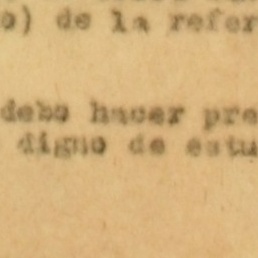 o) de la refer
debo hacer pre
digno de estu